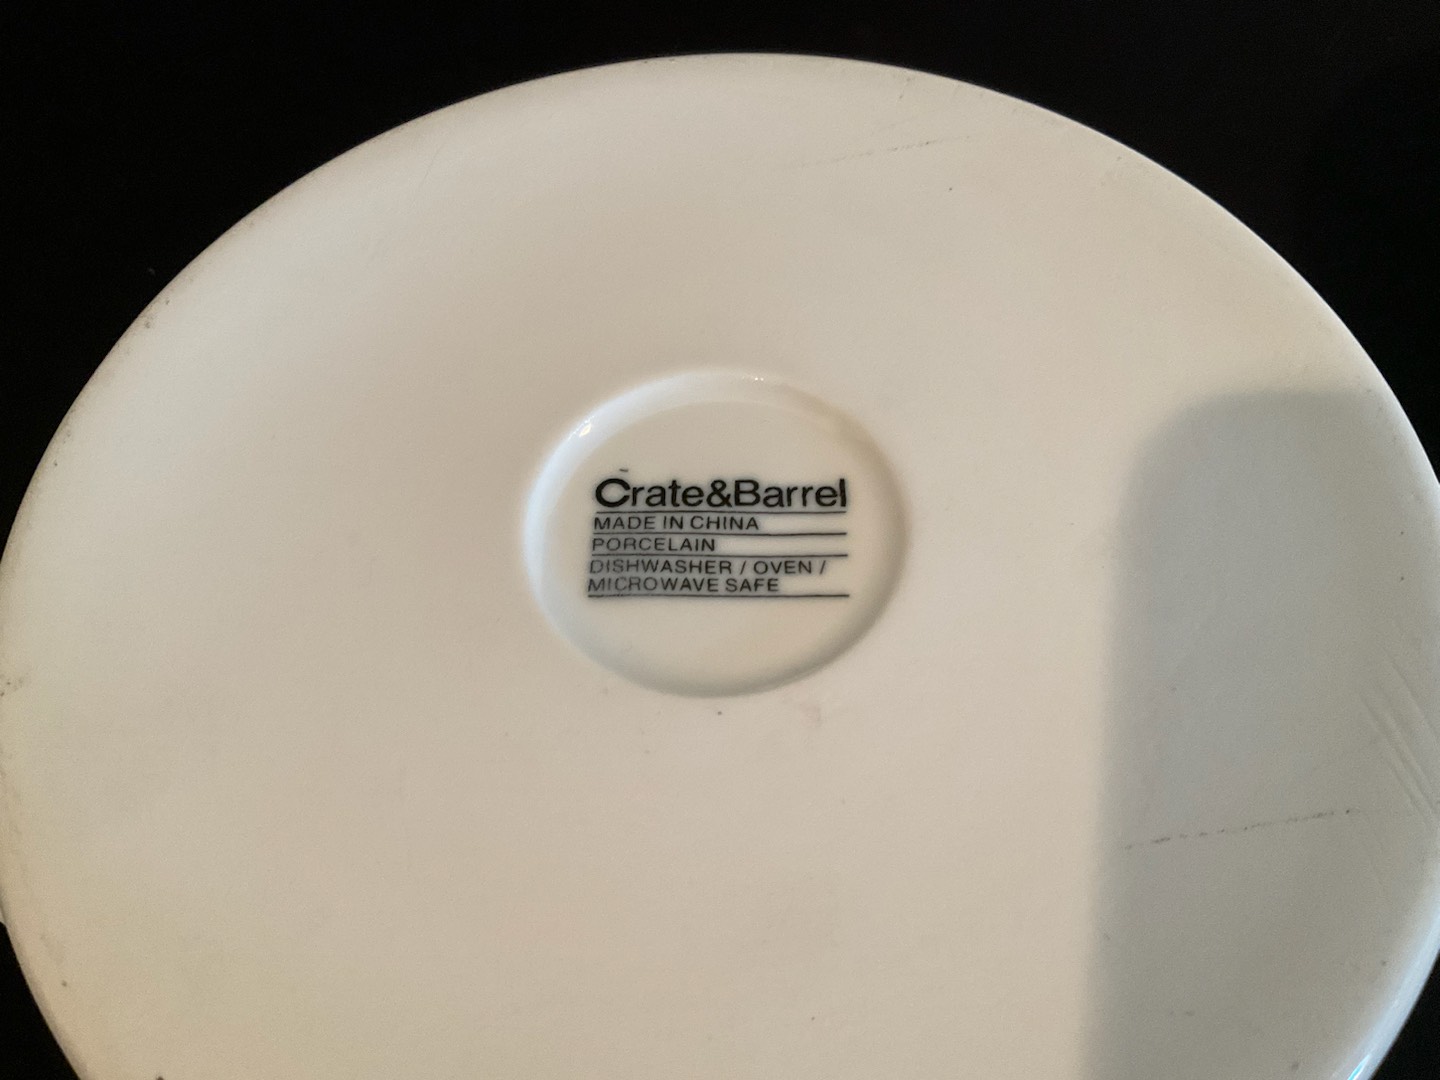 Crate&Barrel
MADE IN CHINA
PORCELAIN
DISHWASHER / OVEN /
MICROWAVE SAFE